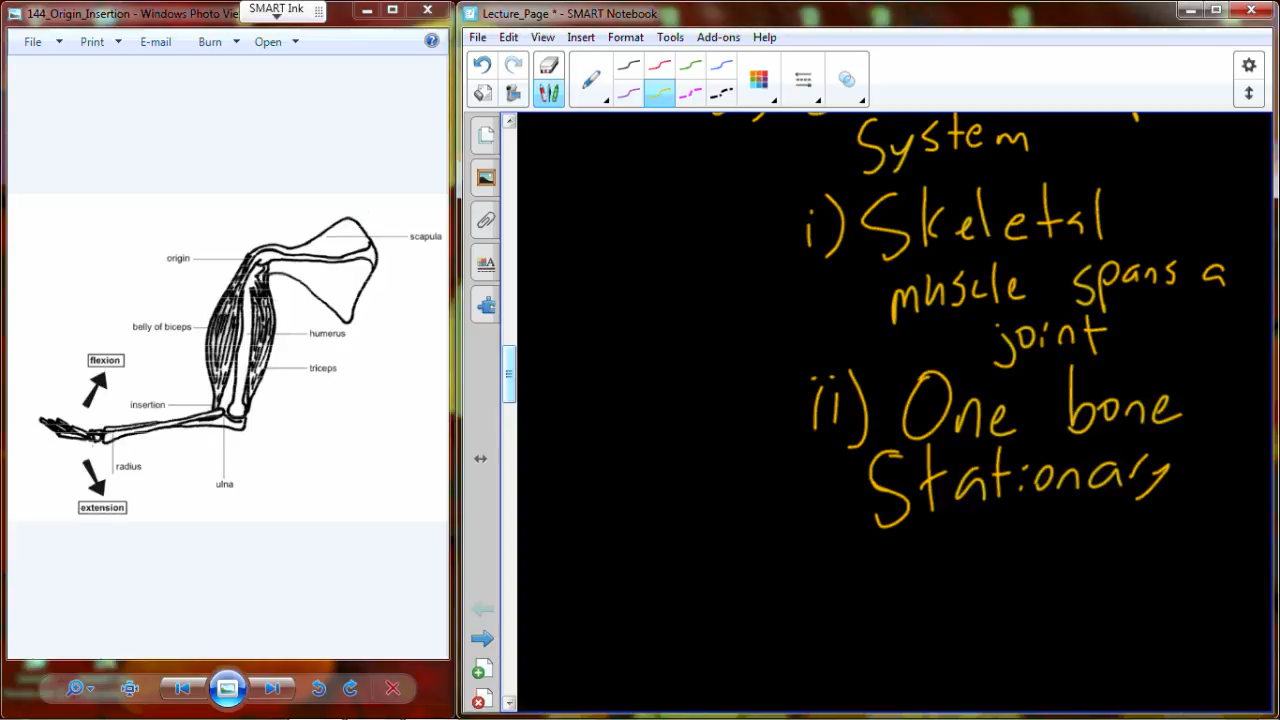 144_Origin_Insertion - Windows Photo Vie
SMART Ink
File Print E-mail Burn Open
scapula
origin
belly of biceps
humerus
flexion
triceps
insertion
radius
ulna
extension
Lecture_Page * - SMART Notebook
File Edit View Insert Format Tools Add-ons Help
System
i) Skeletal
muscle spans a
joint
ii) One bone
Stationary